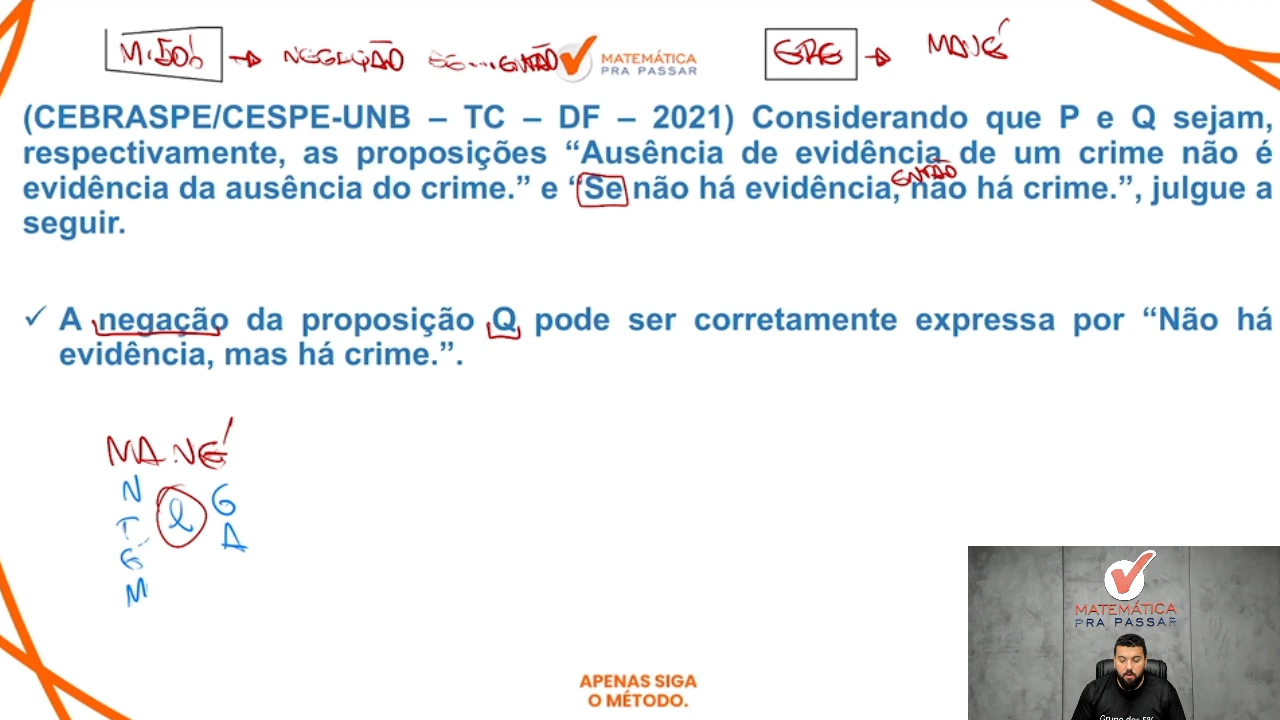 NEGAÇÃO SE...ENTÃO
MATEMÁTICA
PRA PASSAR
MANÉ
(CEBRASPE/CESPE-UNB – TC – DF – 2021) Considerando que P e Q sejam,
respectivamente, as proposições “Ausência de evidência de um crime não é
ENTÃO
evidência da ausência do crime.” e “Se não há evidência, não há crime.”, julgue a
seguir.
✓ A negação da proposição Q pode ser corretamente expressa por “Não há
evidência, mas há crime.”.
MANÉ
N e G
T A
E
M
MATEMÁTICA
PRA PASSAR
APENAS SIGA
O MÉTODO.
Grupo dos 5%